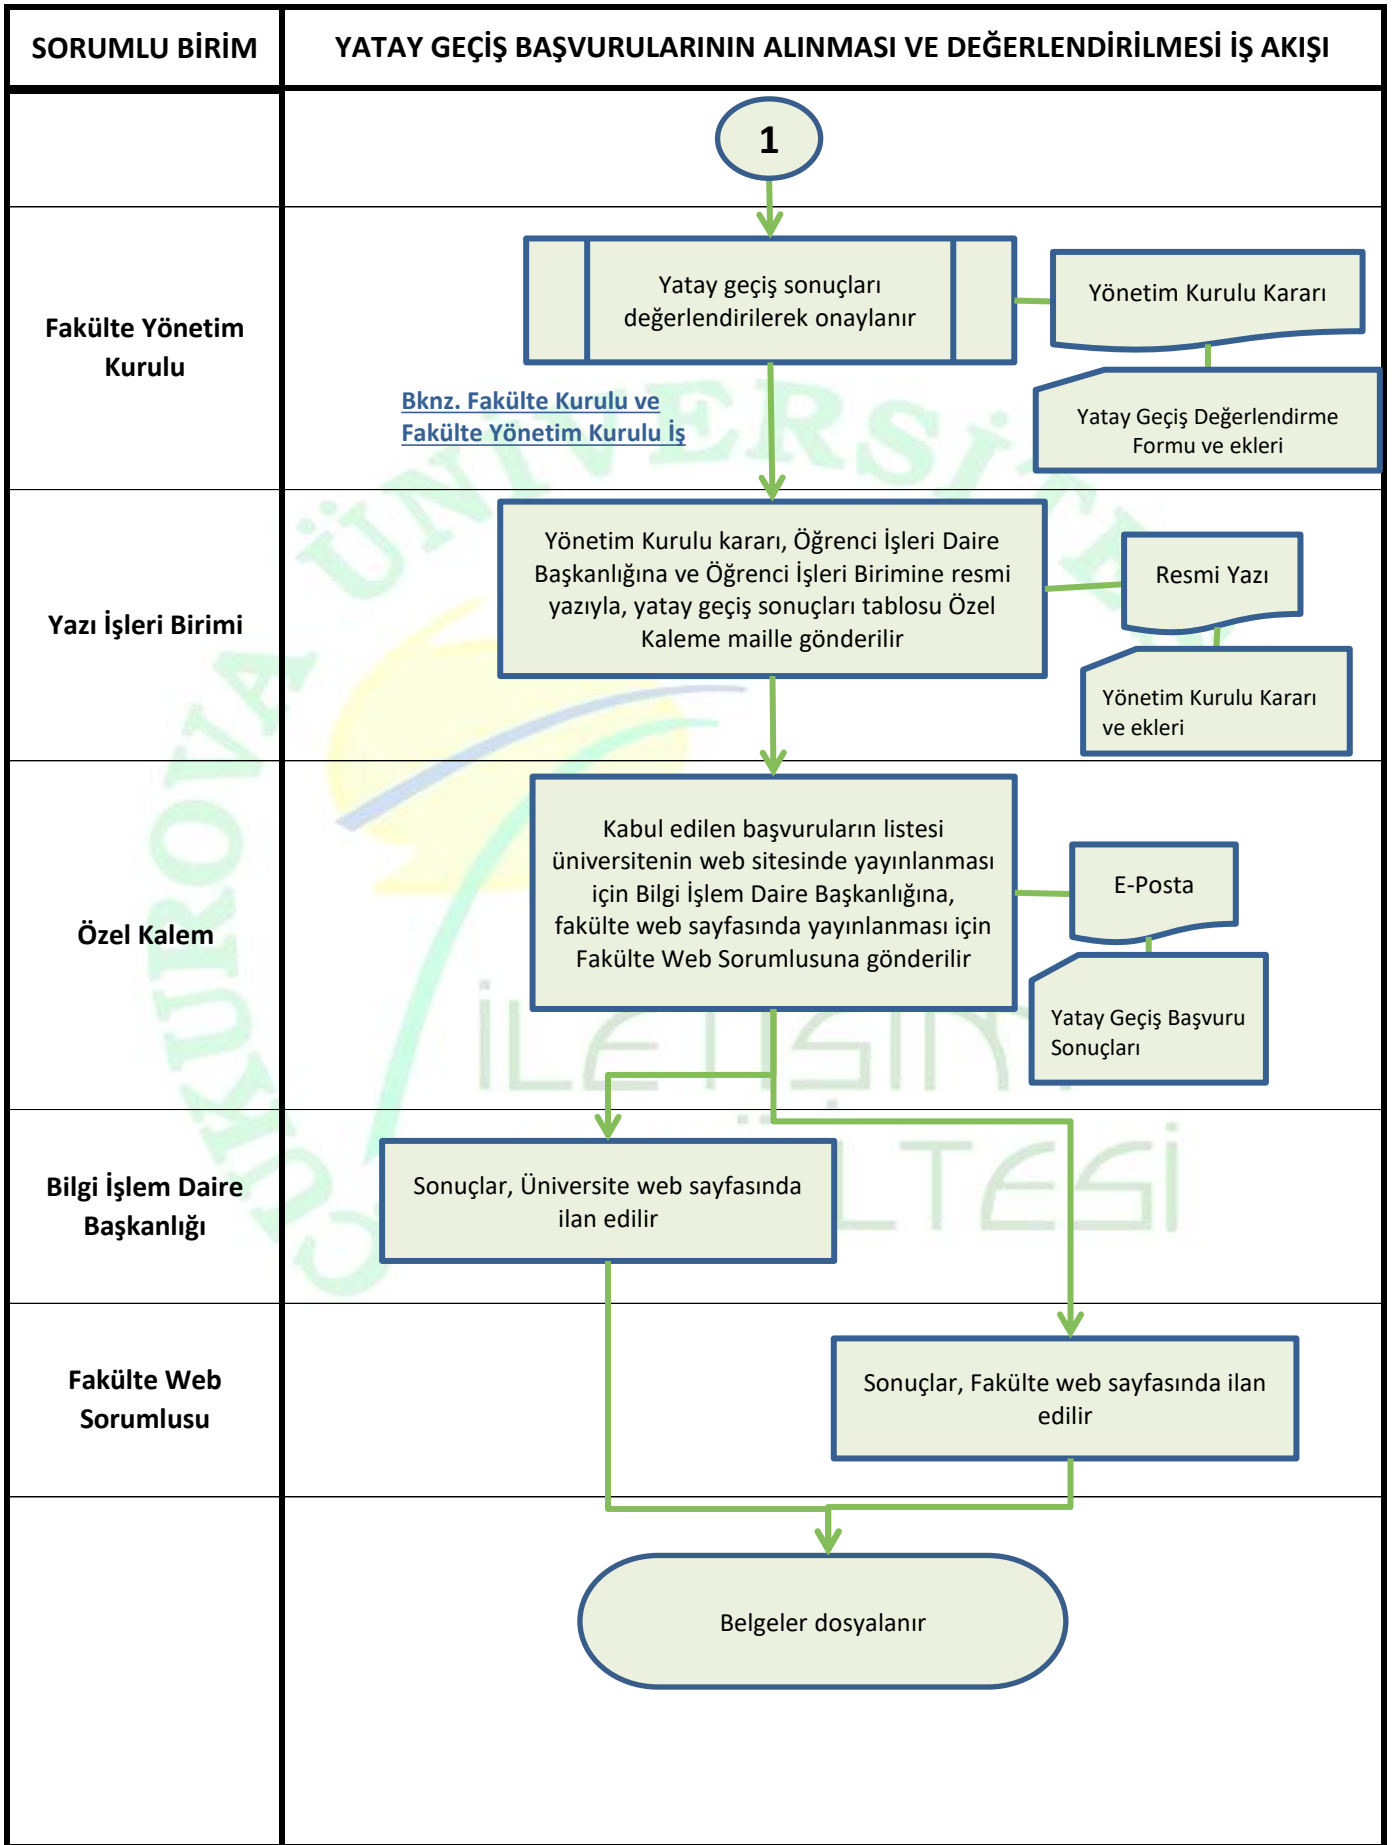 SORUMLU BİRİM
YATAY GEÇİŞ BAŞVURULARININ ALINMASI VE DEĞERLENDİRİLMESİ İŞ AKIŞI
1
Fakülte Yönetim
Kurulu
Yatay geçiş sonuçları
değerlendirilerek onaylanır
Yönetim Kurulu Kararı
Bknz. Fakülte Kurulu ve
Fakülte Yönetim Kurulu İş
Yatay Geçiş Değerlendirme
Formu ve ekleri
Yazı İşleri Birimi
Yönetim Kurulu kararı, Öğrenci İşleri Daire
Başkanlığına ve Öğrenci İşleri Birimine resmi
yazıyla, yatay geçiş sonuçları tablosu Özel
Kaleme maille gönderilir
Resmi Yazı
Yönetim Kurulu Kararı
ve ekleri
Özel Kalem
Kabul edilen başvuruların listesi
üniversitenin web sitesinde yayınlanması
için Bilgi İşlem Daire Başkanlığına,
fakülte web sayfasında yayınlanması için
Fakülte Web Sorumlusuna gönderilir
E-Posta
Yatay Geçiş Başvuru
Sonuçları
Bilgi İşlem Daire
Başkanlığı
Sonuçlar, Üniversite web sayfasında
ilan edilir
Fakülte Web
Sorumlusu
Sonuçlar, Fakülte web sayfasında ilan
edilir
Belgeler dosyalanır